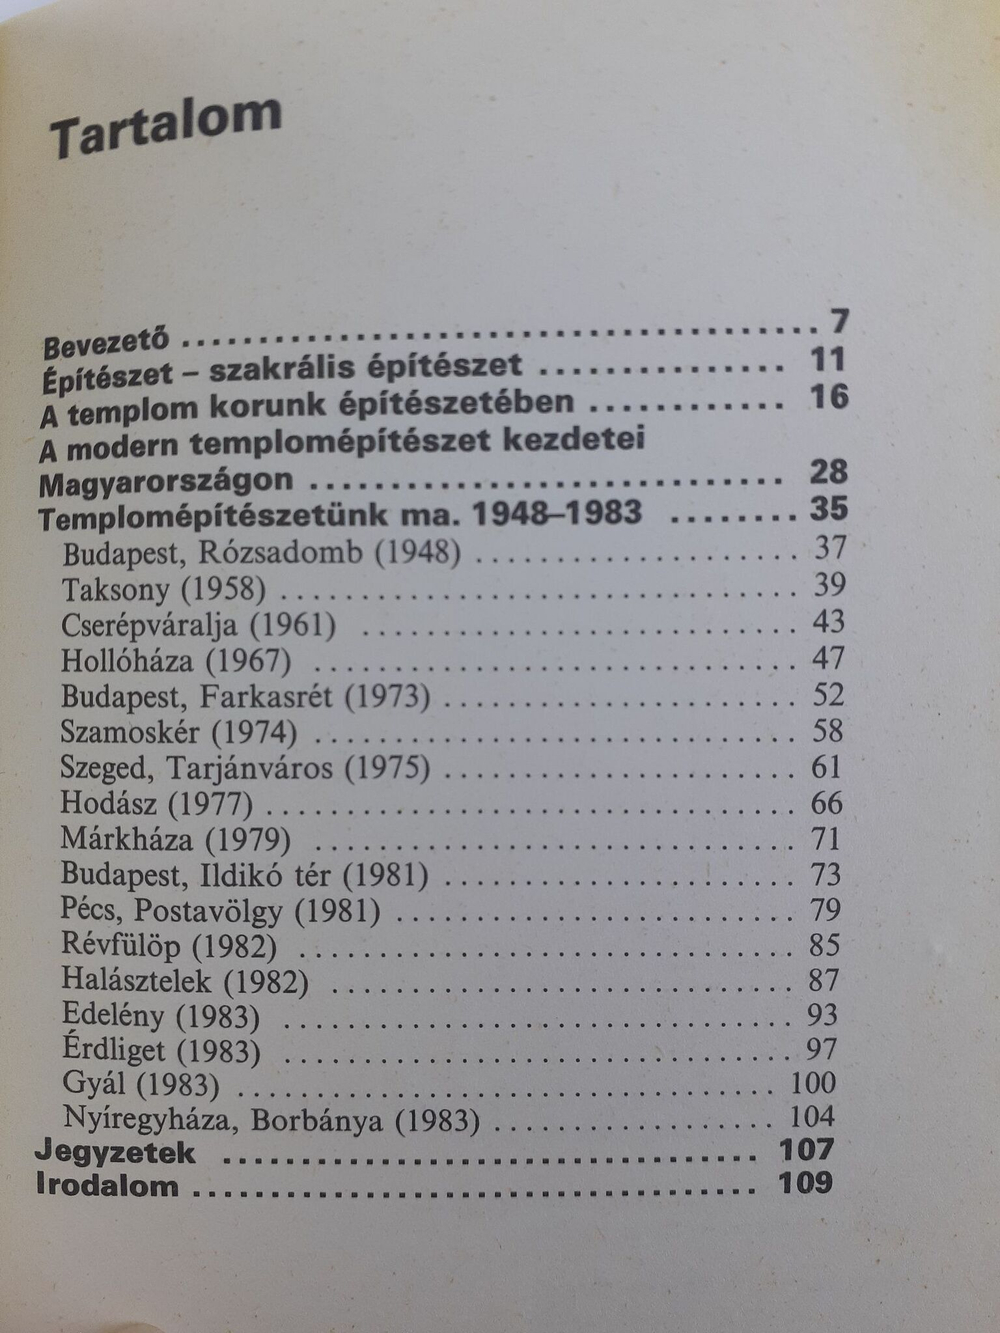 Tartalom
Bevezető .......................................... 7
Építészet – szakrális építészet ............... 11
A templom korunk építészetében ............. 16
A modern templomépítészet kezdetei
Magyarországon ............................... 28
Templomépítészetünk ma. 1948–1983 ........ 35
Budapest, Rózsadomb (1948) .................... 37
Taksony (1958) ................................ 39
Cserépváralja (1961) ........................... 43
Hollóháza (1967) .............................. 47
Budapest, Farkasrét (1973) ...................... 52
Szamoskér (1974) .............................. 58
Szeged, Tarjánváros (1975) ...................... 61
Hodász (1977) ................................. 66
Márkháza (1979) .............................. 71
Budapest, Ildikó tér (1981) ...................... 73
Pécs, Postavölgy (1981) ......................... 79
Révfülöp (1982) ............................... 85
Halásztelek (1982) ............................. 87
Edelény (1983) ................................ 93
Érdliget (1983) ................................ 97
Gyál (1983) .................................. 100
Nyíregyháza, Borbánya (1983) .................. 104
Jegyzetek .................................. 107
Irodalom .................................... 109